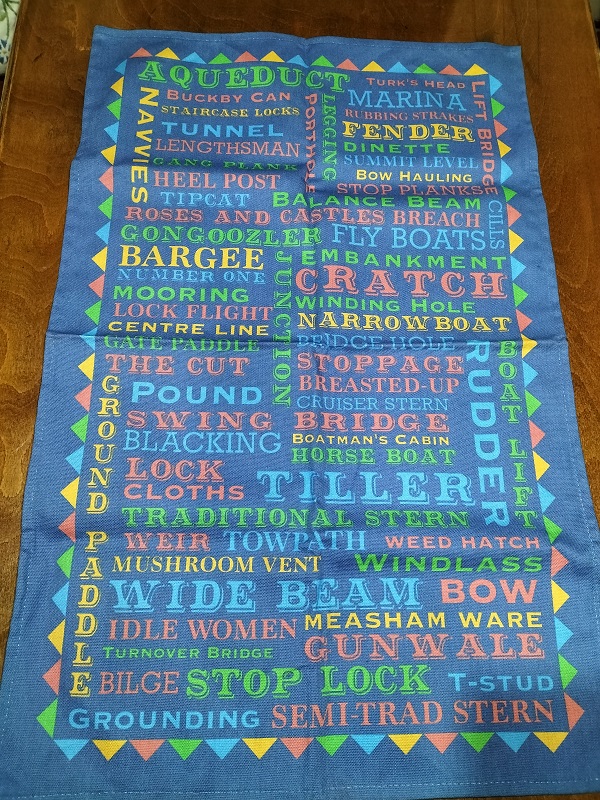 AQUEDUCT
TURK'S HEAD
BUCKBY CAN
MARINA
STAIRCASE LOCKS
RUBBING STRAKES
NAVVIES
PORTHOLE
LEGGING
LIFT BRIDGE
TUNNEL
FENDER
LENGTHSMAN
DINETTE
GANG PLANK
SUMMIT LEVEL
HEEL POST
BOW HAULING
STOP PLANKS
TIPCAT
BALANCE BEAM
ROSES AND CASTLES
BREACH
CILLS
GONGOOZLER
FLY BOATS
BARGEE
EMBANKMENT
NUMBER ONE
JUNCTION
CRATCH
MOORING
WINDING HOLE
LOCK FLIGHT
NARROWBOAT
CENTRE LINE
GATE PADDLE
BRIDGE HOLE
THE CUT
STOPPAGE
RUDDER
BOAT LIFT
GROUND PADDLE
POUND
BREASTED-UP
CRUISER STERN
SWING BRIDGE
BLACKING
BOATMAN'S CABIN
HORSE BOAT
LOCK
CLOTHS
TILLER
TRADITIONAL STERN
WEIR
TOWPATH
WEED HATCH
MUSHROOM VENT
WINDLASS
WIDE BEAM
BOW
IDLE WOMEN
MEASHAM WARE
TURNOVER BRIDGE
GUNWALE
BILGE
STOP LOCK
T-STUD
GROUNDING
SEMI-TRAD STERN